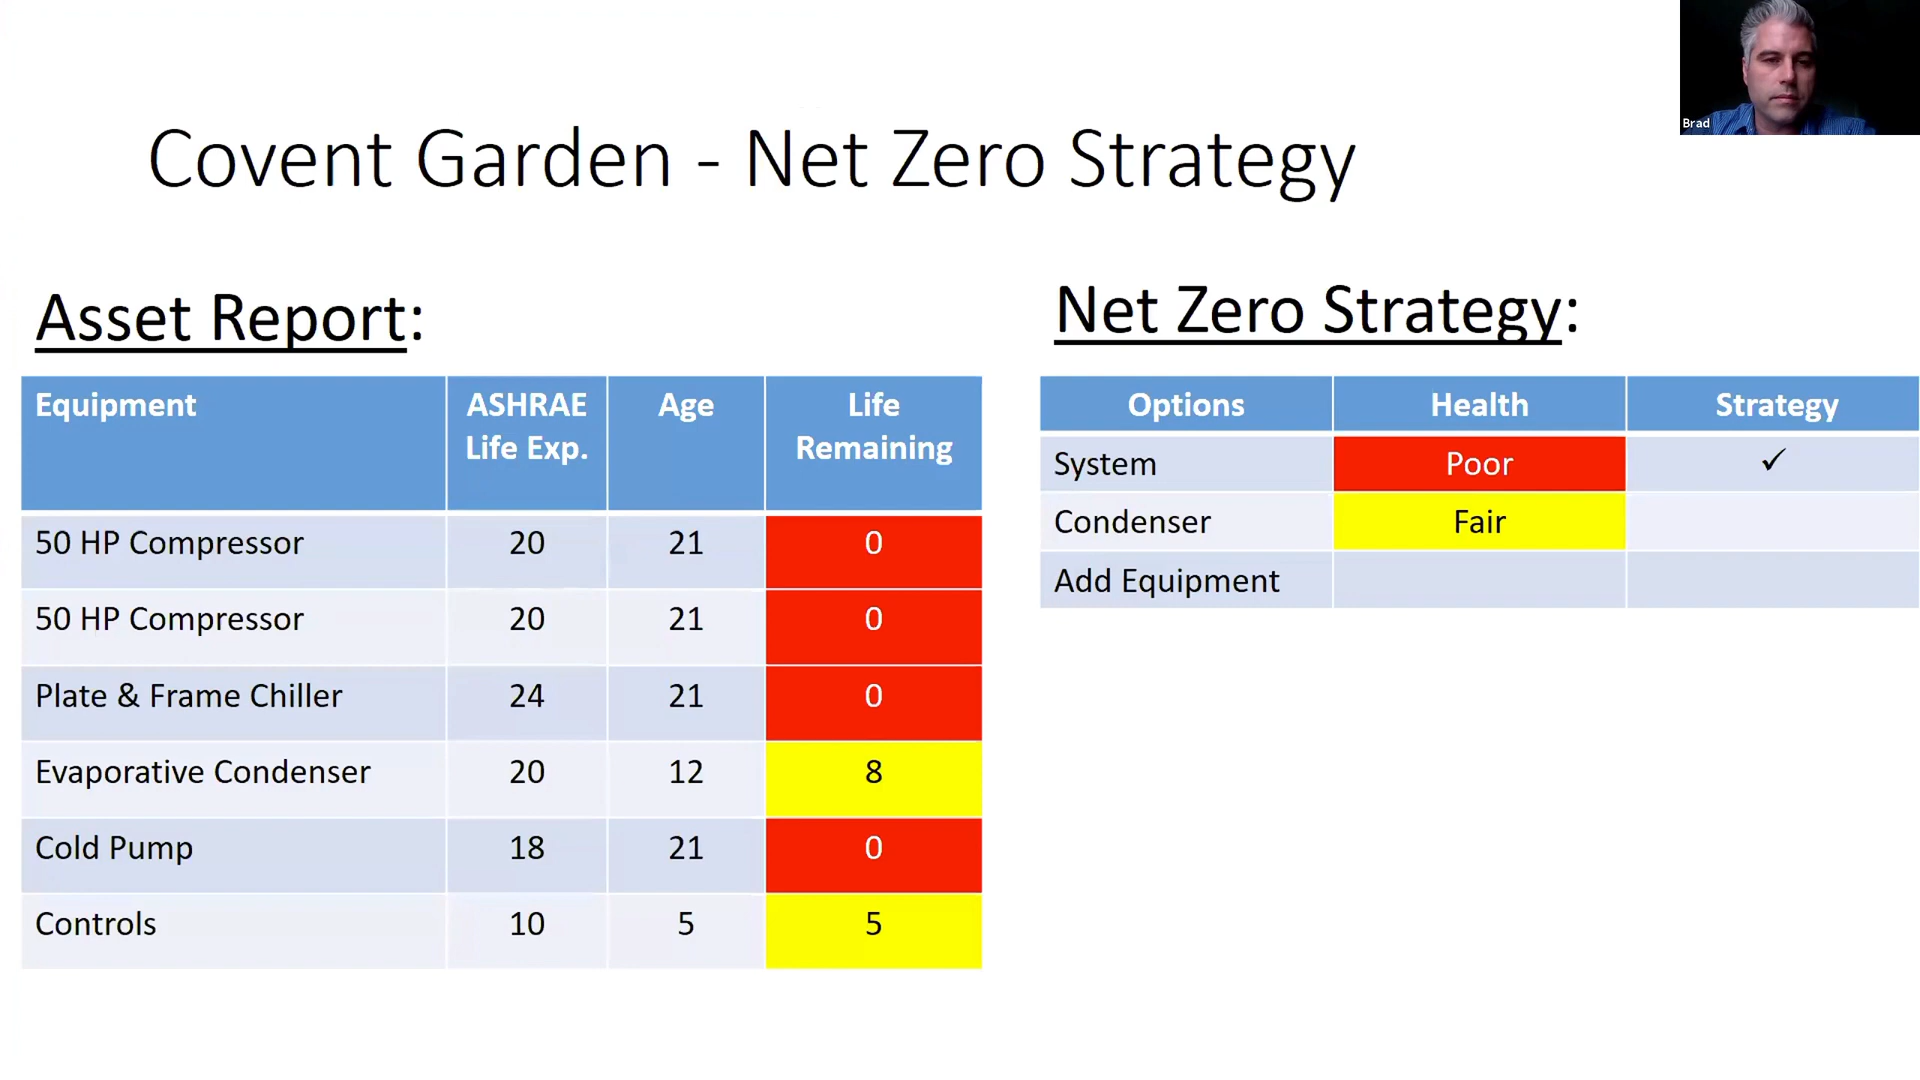 Brad
Covent Garden - Net Zero Strategy
Asset Report:
Equipment ASHRAE Life Exp. Age Life Remaining
50 HP Compressor 20 21 0
50 HP Compressor 20 21 0
Plate & Frame Chiller 24 21 0
Evaporative Condenser 20 12 8
Cold Pump 18 21 0
Controls 10 5 5
Net Zero Strategy:
Options Health Strategy
System Poor ✓
Condenser Fair
Add Equipment